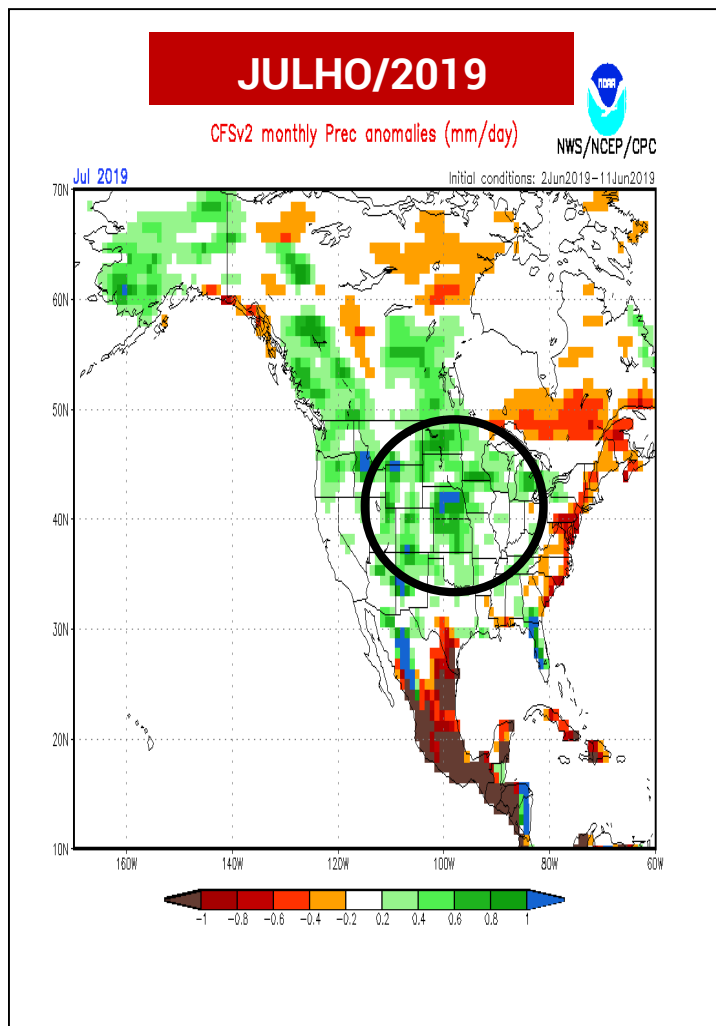 JULHO/2019
NOAA
CFSv2 monthly Prec anomalies (mm/day)
NWS/NCEP/CPC
Jul 2019
Initial conditions: 2Jun2019-11Jun2019
70N
60N
50N
40N
30N
20N
10N
160W 140W 120W 100W 80W 60W
-1 -0.8 -0.6 -0.4 -0.2 0.2 0.4 0.6 0.8 1